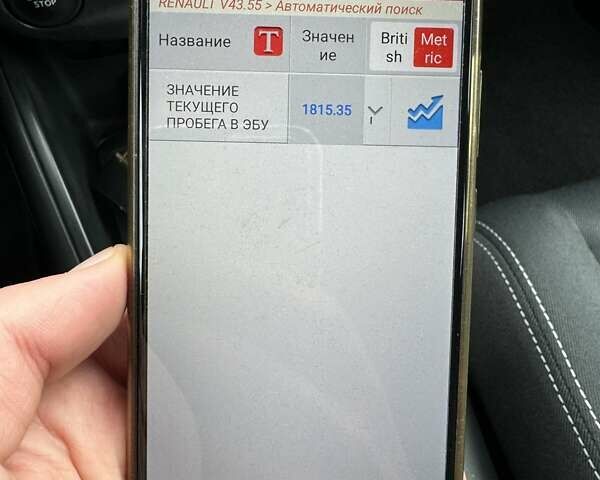 STOP
RENAULT V43.55 > Автоматический поиск
Название T
Значен
ие
Briti
sh
Met
ric
ЗНАЧЕНИЕ
ТЕКУЩЕГО
ПРОБЕГА В ЭБУ
1815.35